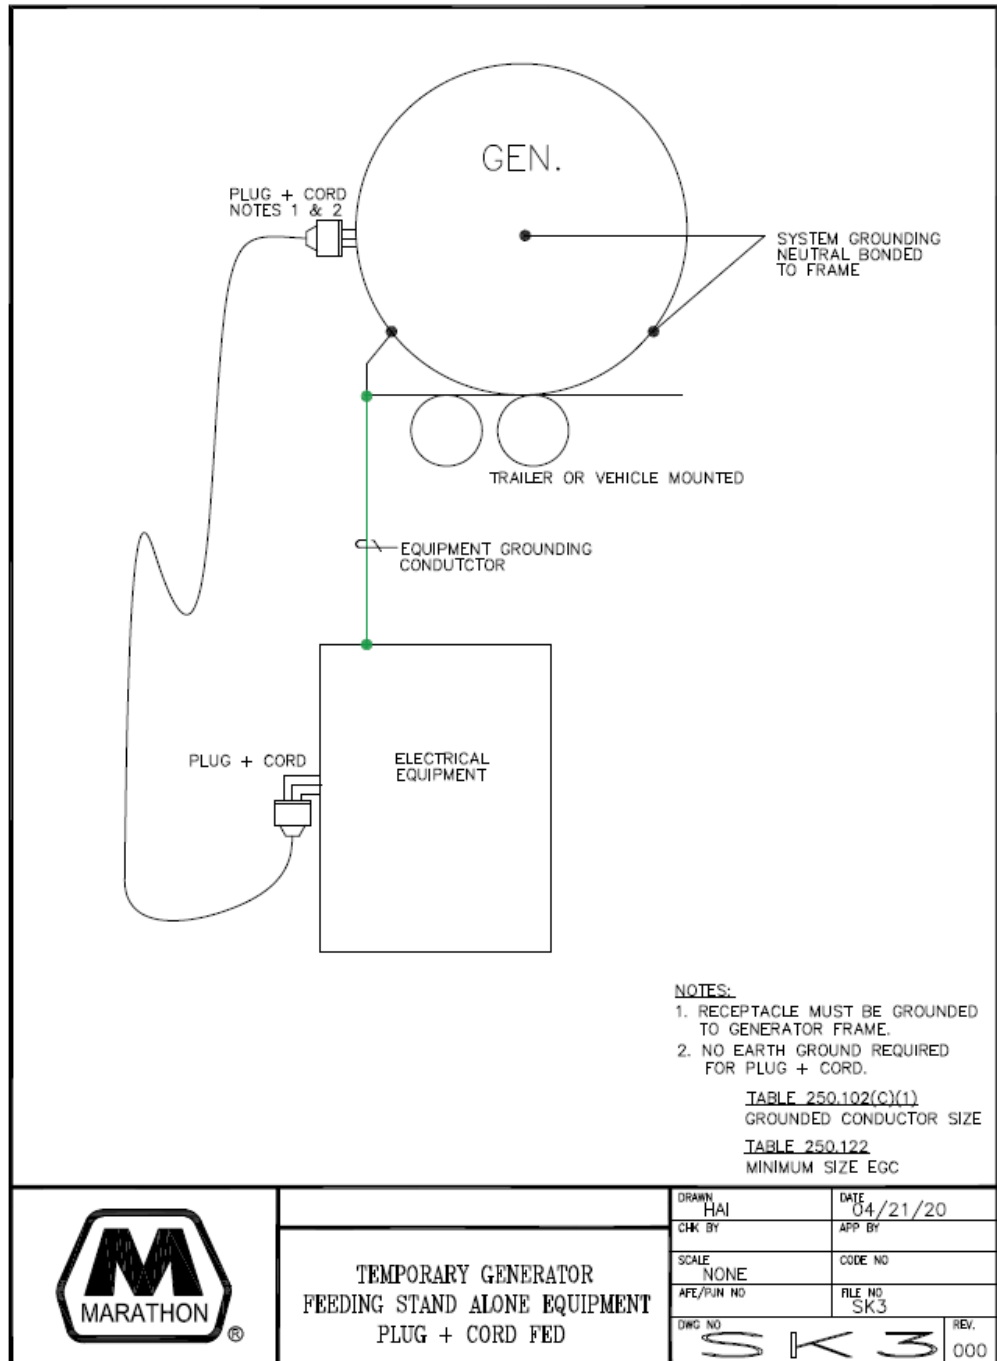 GEN.
PLUG + CORD
NOTES 1 & 2
SYSTEM GROUNDING
NEUTRAL BONDED
TO FRAME
TRAILER OR VEHICLE MOUNTED
EQUIPMENT GROUNDING
CONDUTCTOR
PLUG + CORD
ELECTRICAL
EQUIPMENT
NOTES:
1. RECEPTACLE MUST BE GROUNDED
TO GENERATOR FRAME.
2. NO EARTH GROUND REQUIRED
FOR PLUG + CORD.
TABLE 250.102(C)(1)
GROUNDED CONDUCTOR SIZE
TABLE 250.122
MINIMUM SIZE EGC
M
MARATHON
®
TEMPORARY GENERATOR
FEEDING STAND ALONE EQUIPMENT
PLUG + CORD FED
DRAWN
HAI
DATE
04/21/20
CHK BY
APP BY
SCALE
NONE
CODE NO
AFE/PJN NO
FILE NO
SK3
DWG NO
SK3
REV.
000